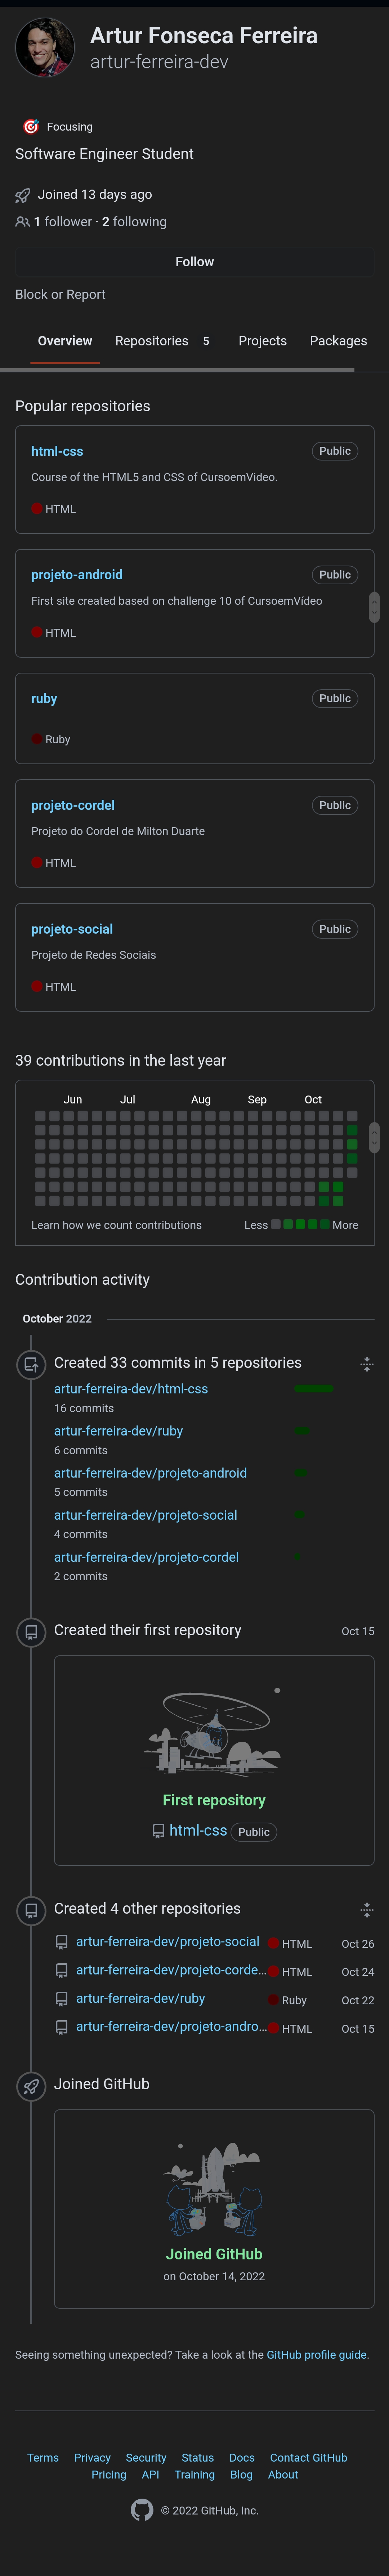 Artur Fonseca Ferreira
artur-ferreira-dev
🎯 Focusing
Software Engineer Student
Joined 13 days ago
1 follower · 2 following
Follow
Block or Report
Overview Repositories 5 Projects Packages
Popular repositories
html-css Public
Course of the HTML5 and CSS of CursoemVideo.
HTML
projeto-android Public
First site created based on challenge 10 of CursoemVídeo
HTML
ruby Public
Ruby
projeto-cordel Public
Projeto do Cordel de Milton Duarte
HTML
projeto-social Public
Projeto de Redes Sociais
HTML
39 contributions in the last year
Jun Jul Aug Sep Oct
Learn how we count contributions Less More
Contribution activity
October 2022
Created 33 commits in 5 repositories
artur-ferreira-dev/html-css
16 commits
artur-ferreira-dev/ruby
6 commits
artur-ferreira-dev/projeto-android
5 commits
artur-ferreira-dev/projeto-social
4 commits
artur-ferreira-dev/projeto-cordel
2 commits
Created their first repository Oct 15
First repository
html-css Public
Created 4 other repositories
artur-ferreira-dev/projeto-social HTML Oct 26
artur-ferreira-dev/projeto-corde... HTML Oct 24
artur-ferreira-dev/ruby Ruby Oct 22
artur-ferreira-dev/projeto-andro... HTML Oct 15
Joined GitHub
Joined GitHub
on October 14, 2022
Seeing something unexpected? Take a look at the GitHub profile guide.
Terms Privacy Security Status Docs Contact GitHub
Pricing API Training Blog About
© 2022 GitHub, Inc.